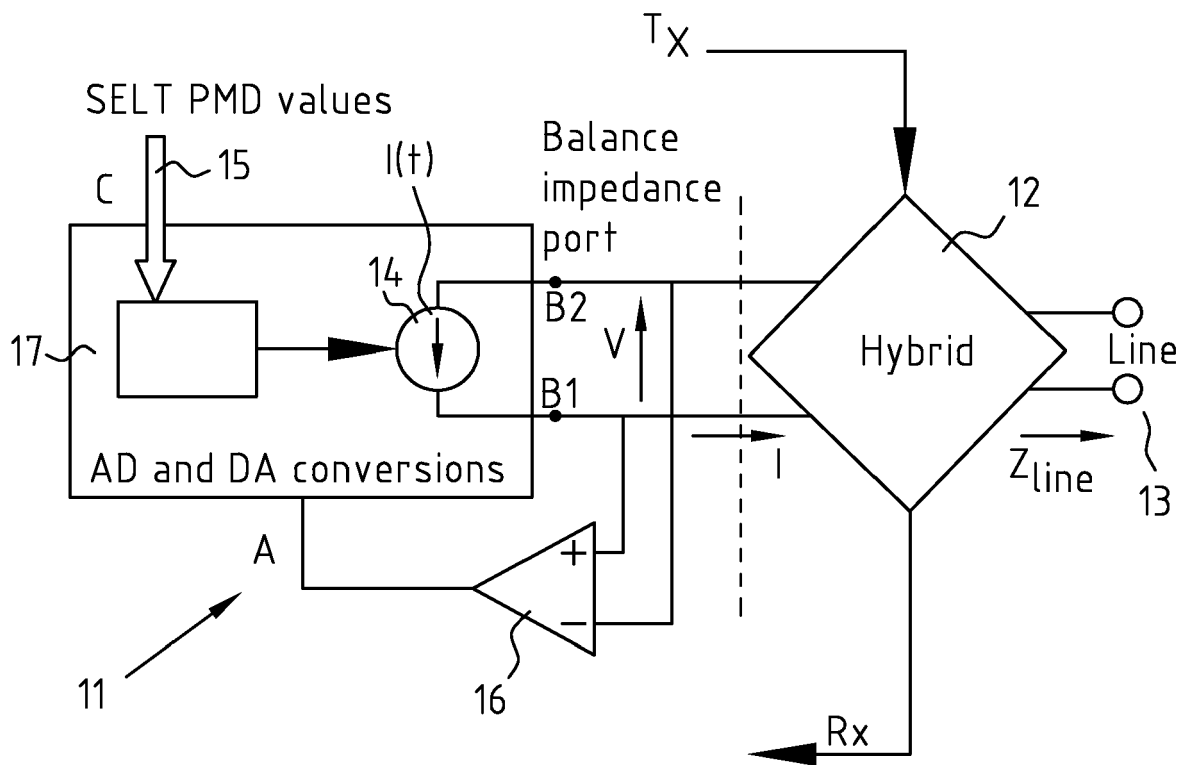 Tx
SELT PMD values
15
C
I(t)
Balance
impedance
port
12
14
B2
17
V
Hybrid
Line
B1
AD and DA conversions
I
Zline
13
A
+
−
16
11
Rx